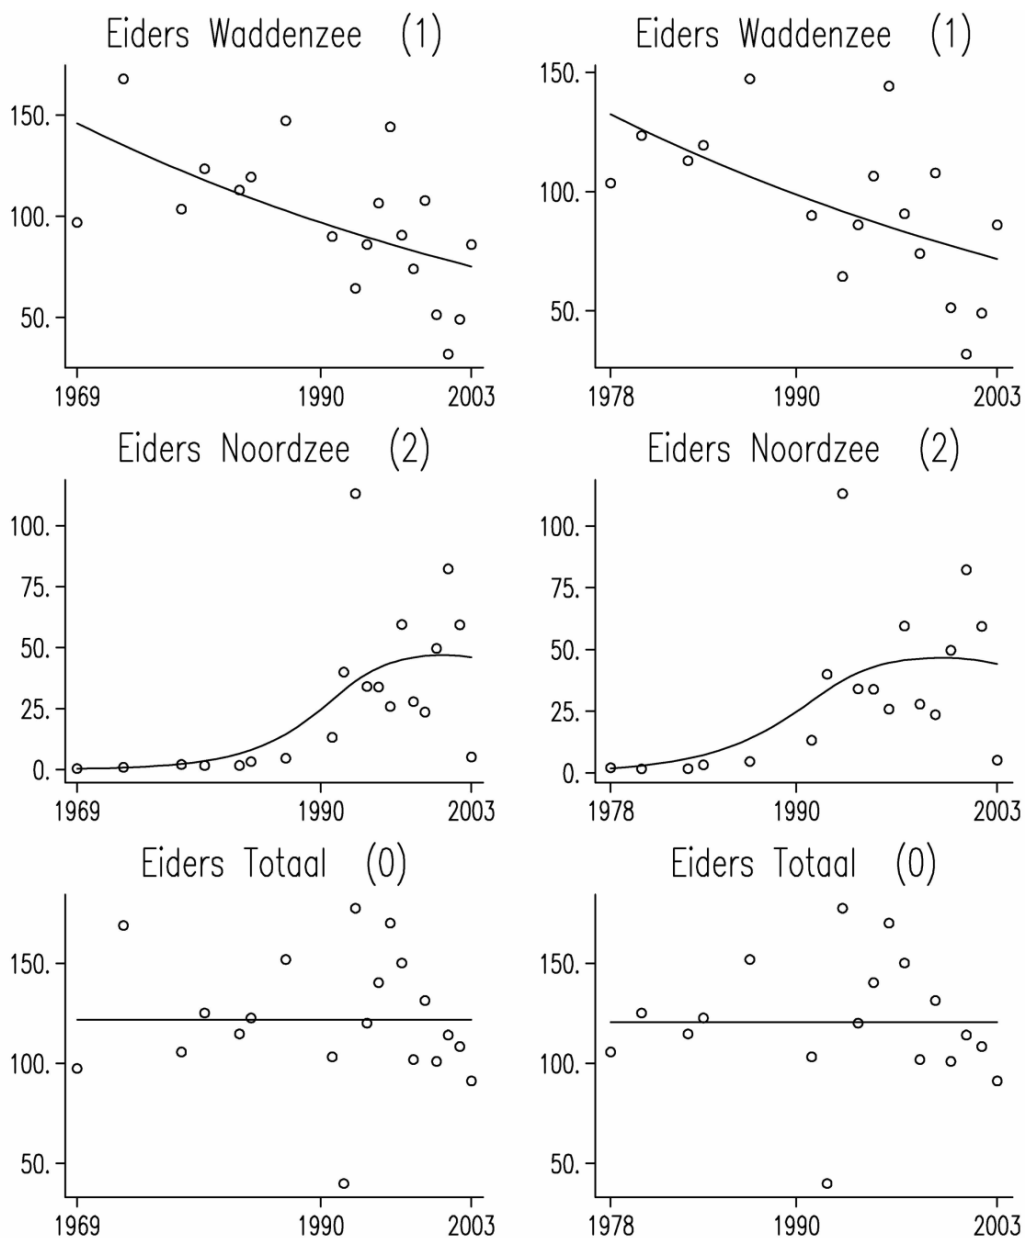 Eiders Waddenzee (1)
150.
100.
50.
1969 1990 2003
Eiders Waddenzee (1)
150.
100.
50.
1978 1990 2003
Eiders Noordzee (2)
100.
75.
50.
25.
0.
1969 1990 2003
Eiders Noordzee (2)
100.
75.
50.
25.
0.
1978 1990 2003
Eiders Totaal (0)
150.
100.
50.
1969 1990 2003
Eiders Totaal (0)
150.
100.
50.
1978 1990 2003